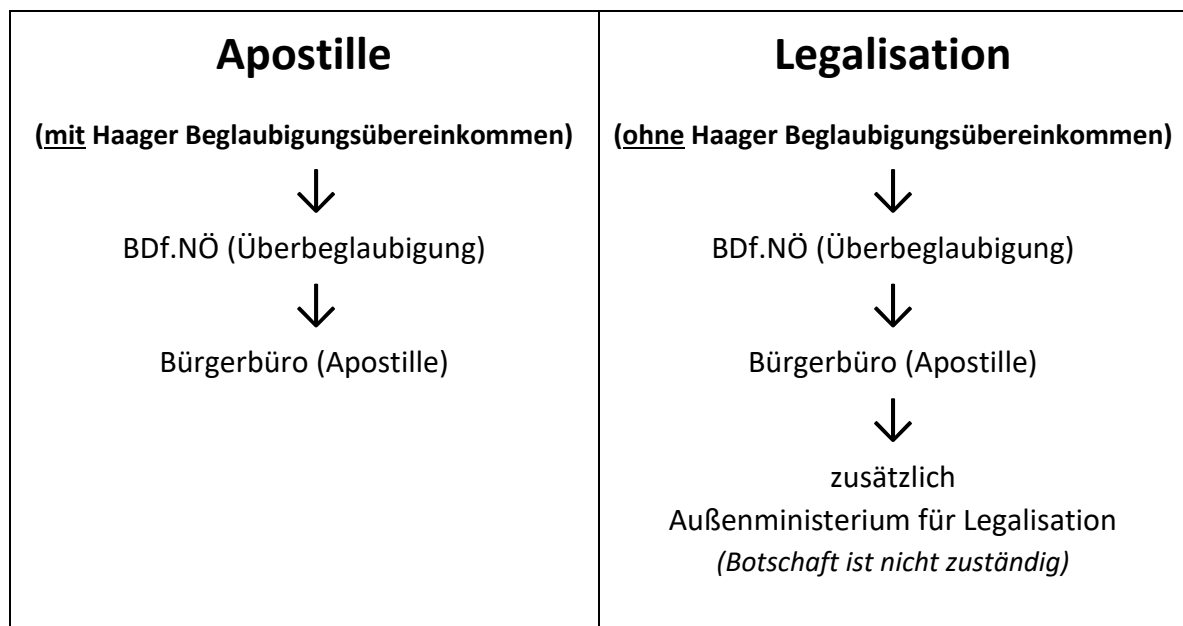 Apostille
(mit Haager Beglaubigungsübereinkommen)
BDf.NÖ (Überbeglaubigung)
Bürgerbüro (Apostille)
Legalisation
(ohne Haager Beglaubigungsübereinkommen)
BDf.NÖ (Überbeglaubigung)
Bürgerbüro (Apostille)
zusätzlich
Außenministerium für Legalisation
(Botschaft ist nicht zuständig)